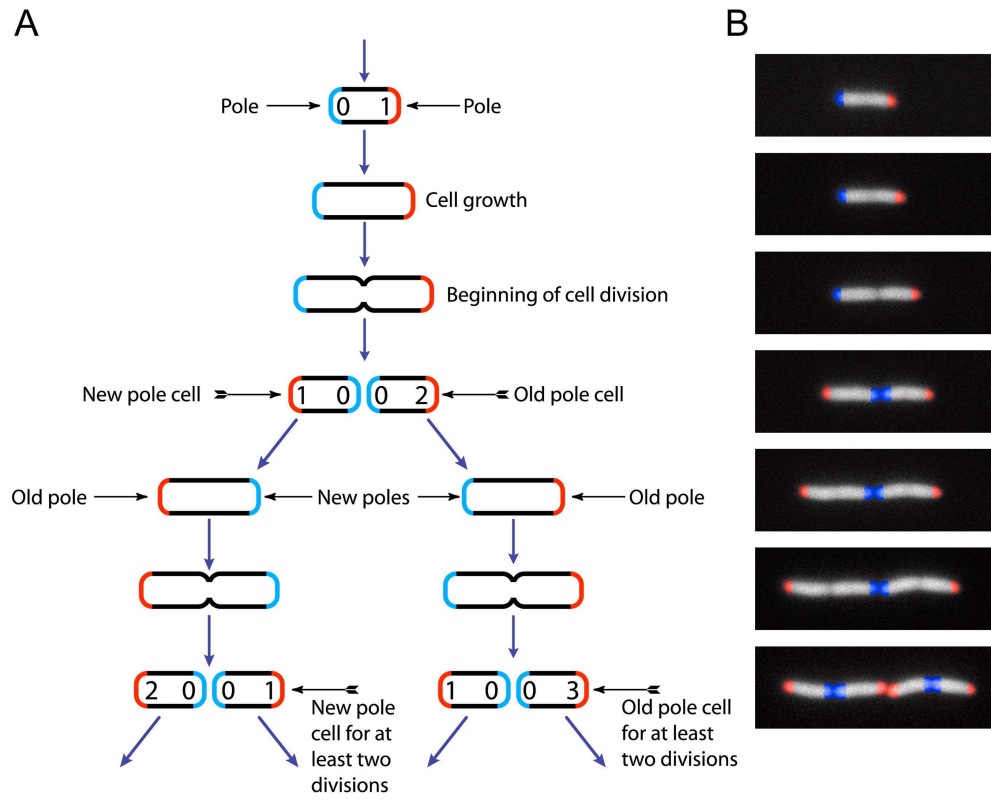 A
B
Pole
0 1
Pole
Cell growth
Beginning of cell division
New pole cell
1 0
0 2
Old pole cell
Old pole
New poles
Old pole
2 0
0 1
1 0
0 3
New pole
cell for at
least two
divisions
Old pole cell
for at least
two divisions